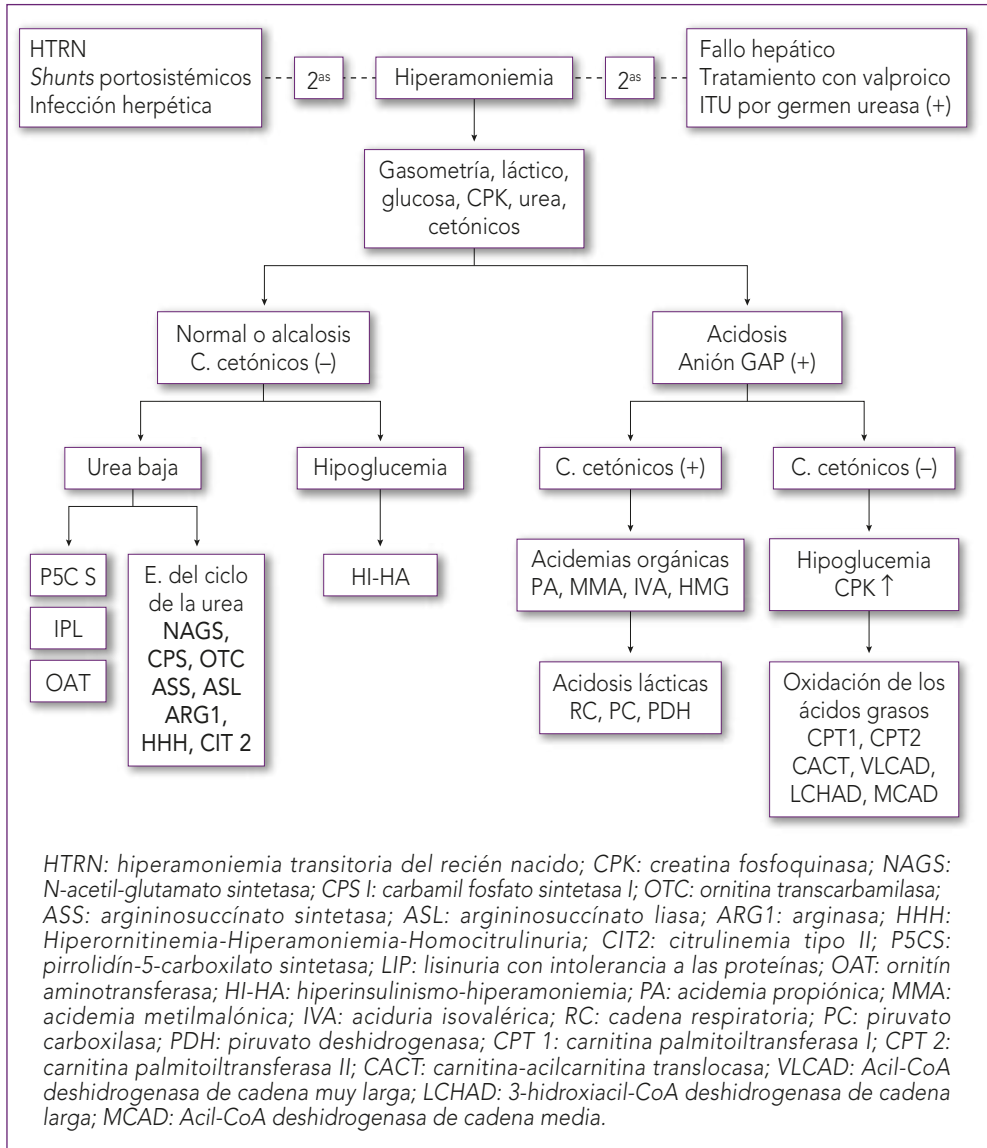 HTRN
Shunts portosistémicos
Infección herpética
2as
Hiperamoniemia
2as
Fallo hepático
Tratamiento con valproico
ITU por germen ureasa (+)
Gasometría, láctico,
glucosa, CPK, urea,
cetónicos
Normal o alcalosis
C. cetónicos (–)
Acidosis
Anión GAP (+)
Urea baja
Hipoglucemia
C. cetónicos (+)
C. cetónicos (–)
P5C S
IPL
OAT
E. del ciclo
de la urea
NAGS,
CPS, OTC
ASS, ASL
ARG1,
HHH, CIT 2
HI-HA
Acidemias orgánicas
PA, MMA, IVA, HMG
Hipoglucemia
CPK ↑
Acidosis lácticas
RC, PC, PDH
Oxidación de los
ácidos grasos
CPT1, CPT2
CACT, VLCAD,
LCHAD, MCAD
HTRN: hiperamoniemia transitoria del recién nacido; CPK: creatina fosfoquinasa; NAGS:
N-acetil-glutamato sintetasa; CPS I: carbamil fosfato sintetasa I; OTC: ornitina transcarbamilasa;
ASS: argininosuccínato sintetasa; ASL: argininosuccínato liasa; ARG1: arginasa; HHH:
Hiperornitinemia-Hiperamoniemia-Homocitrulinuria; CIT2: citrulinemia tipo II; P5CS:
pirrolidín-5-carboxilato sintetasa; LIP: lisinuria con intolerancia a las proteínas; OAT: ornitín
aminotransferasa; HI-HA: hiperinsulinismo-hiperamoniemia; PA: acidemia propiónica; MMA:
acidemia metilmalónica; IVA: aciduria isovalérica; RC: cadena respiratoria; PC: piruvato
carboxilasa; PDH: piruvato deshidrogenasa; CPT 1: carnitina palmitoiltransferasa I; CPT 2:
carnitina palmitoiltransferasa II; CACT: carnitina-acilcarnitina translocasa; VLCAD: Acil-CoA
deshidrogenasa de cadena muy larga; LCHAD: 3-hidroxiacil-CoA deshidrogenasa de cadena
larga; MCAD: Acil-CoA deshidrogenasa de cadena media.